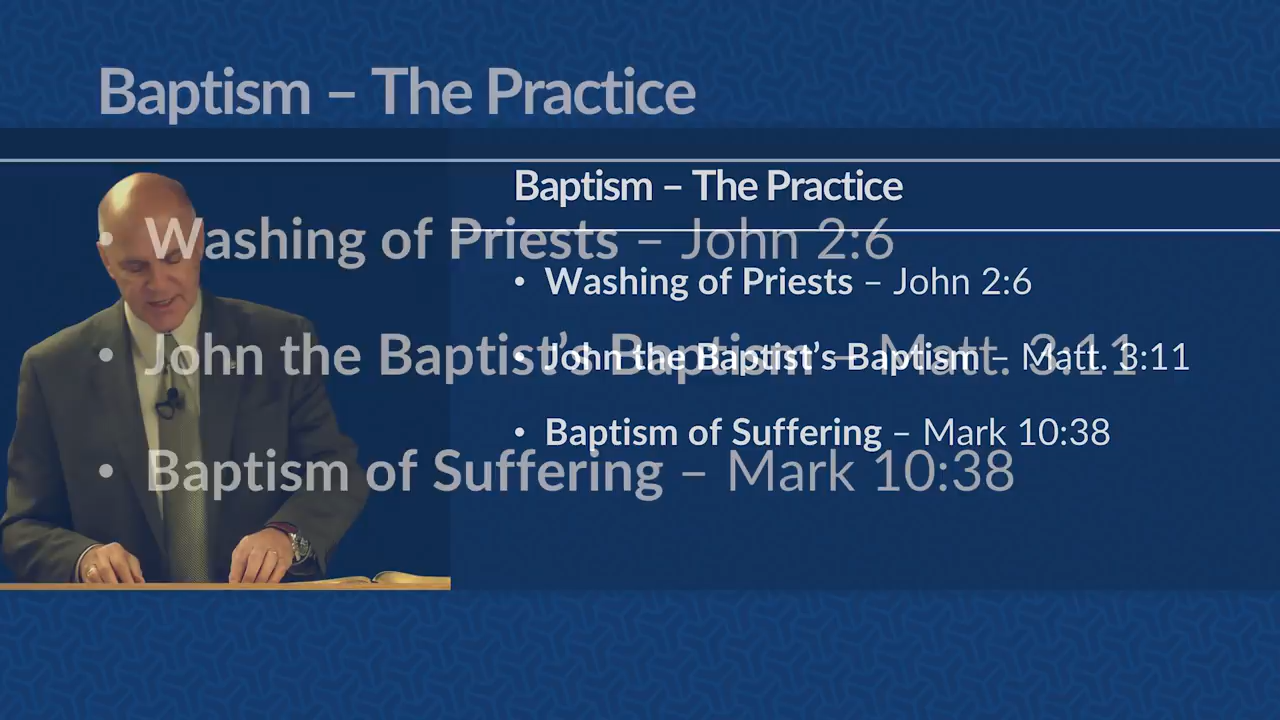 Baptism – The Practice
• Washing of Priests – John 2:6
• John the Baptist’s Baptism – Matt. 3:11
• Baptism of Suffering – Mark 10:38
Baptism – The Practice
• Washing of Priests – John 2:6
• John the Baptist’s Baptism – Matt. 3:11
• Baptism of Suffering – Mark 10:38